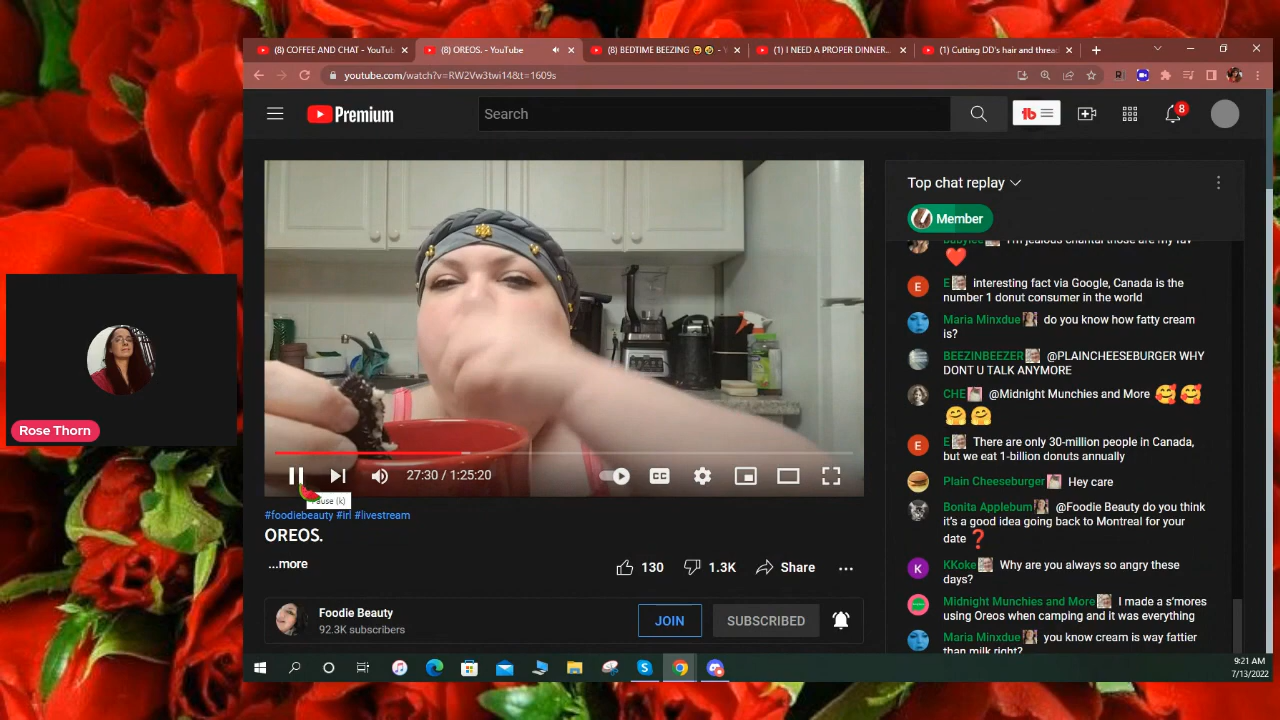 (8) COFFEE AND CHAT - YouTub
(8) OREOS. - YouTube
(8) BEDTIME BEEZING
(1) I NEED A PROPER DINNER...
(1) Cutting DD's hair and threa
youtube.com/watch?v=RW2Vw3twi14&t=1609s
Premium
Search
tb
8
Top chat replay
Member
babylee I'm jealous chantal those are my fav
E interesting fact via Google, Canada is the
number 1 donut consumer in the world
Maria Minxdue do you know how fatty cream
is?
BEEZINBEEZER @PLAINCHEESEBURGER WHY
DONT U TALK ANYMORE
CHE @Midnight Munchies and More 🥰 🥰
🤗 🤗
E There are only 30-million people in Canada,
but we eat 1-billion donuts annually
Plain Cheeseburger Hey care
Bonita Applebum @Foodie Beauty do you think
it's a good idea going back to Montreal for your
date ❓
KKoke Why are you always so angry these
days?
Midnight Munchies and More I made a s'mores
using Oreos when camping and it was everything
Maria Minxdue you know cream is way fattier
than milk right?
Rose Thorn
27:30 / 1:25:20
CC
Pause (k)
#foodiebeauty #irl #livestream
OREOS.
...more
130
1.3K
Share
Foodie Beauty
92.3K subscribers
JOIN
SUBSCRIBED
9:21 AM
7/13/2022